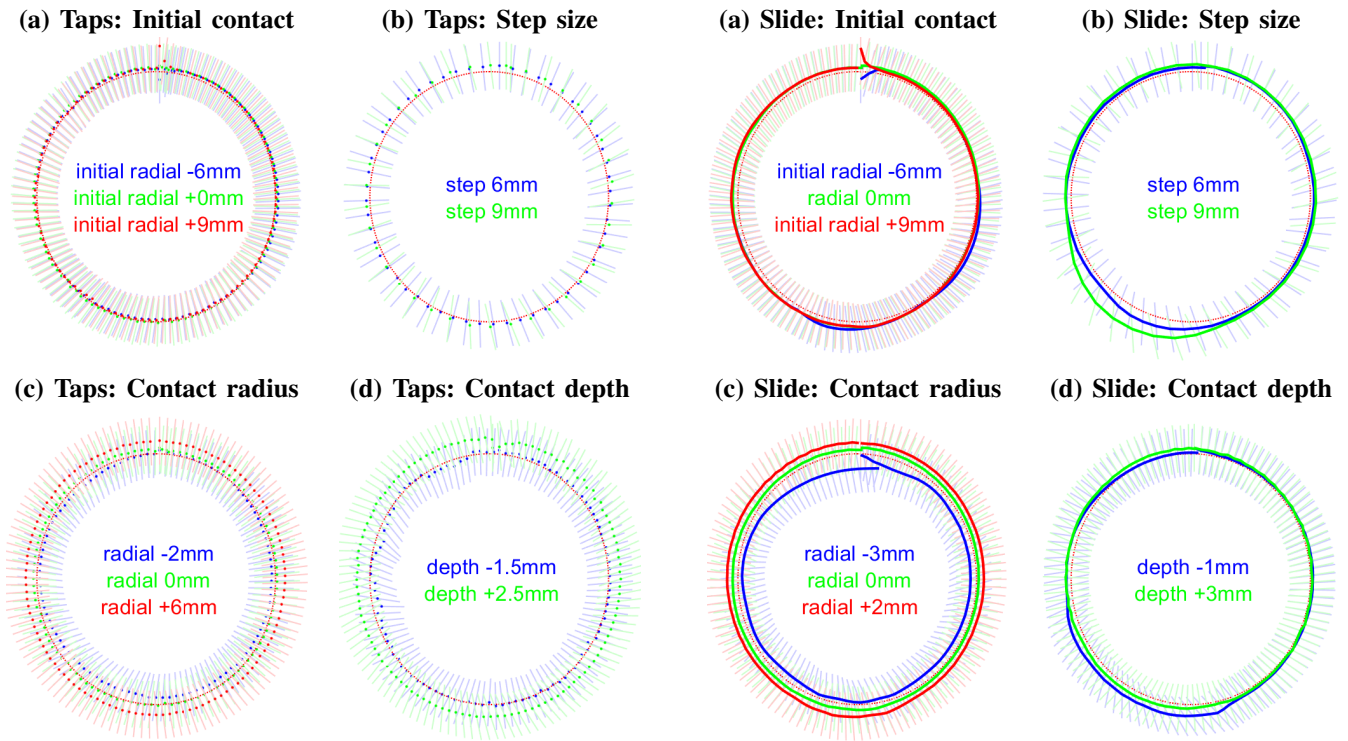 (a) Taps: Initial contact
(b) Taps: Step size
(a) Slide: Initial contact
(b) Slide: Step size
initial radial -6mm
initial radial +0mm
initial radial +9mm
step 6mm
step 9mm
initial radial -6mm
radial 0mm
initial radial +9mm
step 6mm
step 9mm
(c) Taps: Contact radius
(d) Taps: Contact depth
(c) Slide: Contact radius
(d) Slide: Contact depth
radial -2mm
radial 0mm
radial +6mm
depth -1.5mm
depth +2.5mm
radial -3mm
radial 0mm
radial +2mm
depth -1mm
depth +3mm